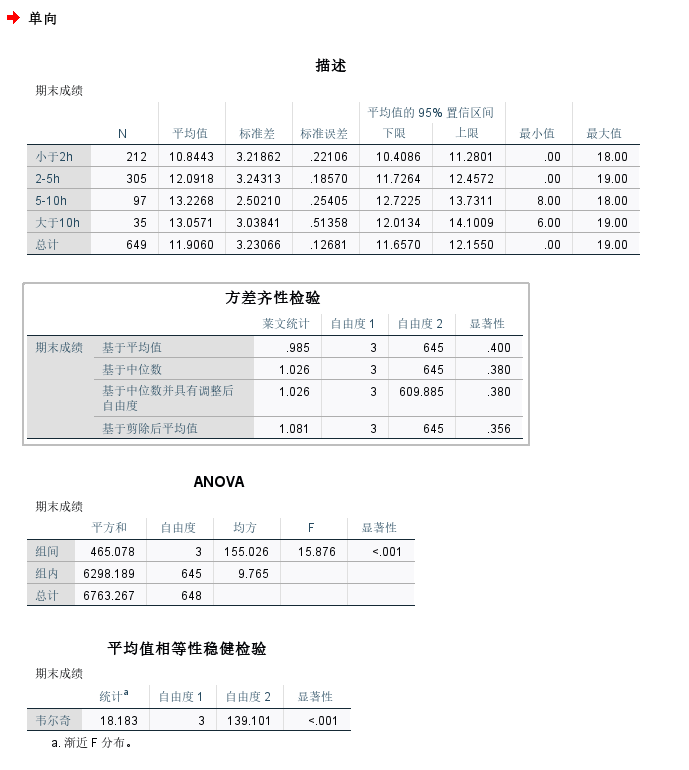 单向
描述
期末成绩
平均值的 95% 置信区间
N 平均值 标准差 标准误差 下限 上限 最小值 最大值
小于2h 212 10.8443 3.21862 .22106 10.4086 11.2801 .00 18.00
2-5h 305 12.0918 3.24313 .18570 11.7264 12.4572 .00 19.00
5-10h 97 13.2268 2.50210 .25405 12.7225 13.7311 8.00 18.00
大于10h 35 13.0571 3.03841 .51358 12.0134 14.1009 6.00 19.00
总计 649 11.9060 3.23066 .12681 11.6570 12.1550 .00 19.00
方差齐性检验
莱文统计 自由度 1 自由度 2 显著性
期末成绩 基于平均值 .985 3 645 .400
基于中位数 1.026 3 645 .380
基于中位数并具有调整后 1.026 3 609.885 .380
自由度
基于剪除后平均值 1.081 3 645 .356
ANOVA
期末成绩
平方和 自由度 均方 F 显著性
组间 465.078 3 155.026 15.876 <.001
组内 6298.189 645 9.765
总计 6763.267 648
平均值相等性稳健检验
期末成绩
统计a 自由度 1 自由度 2 显著性
韦尔奇 18.183 3 139.101 <.001
a. 渐近 F 分布。